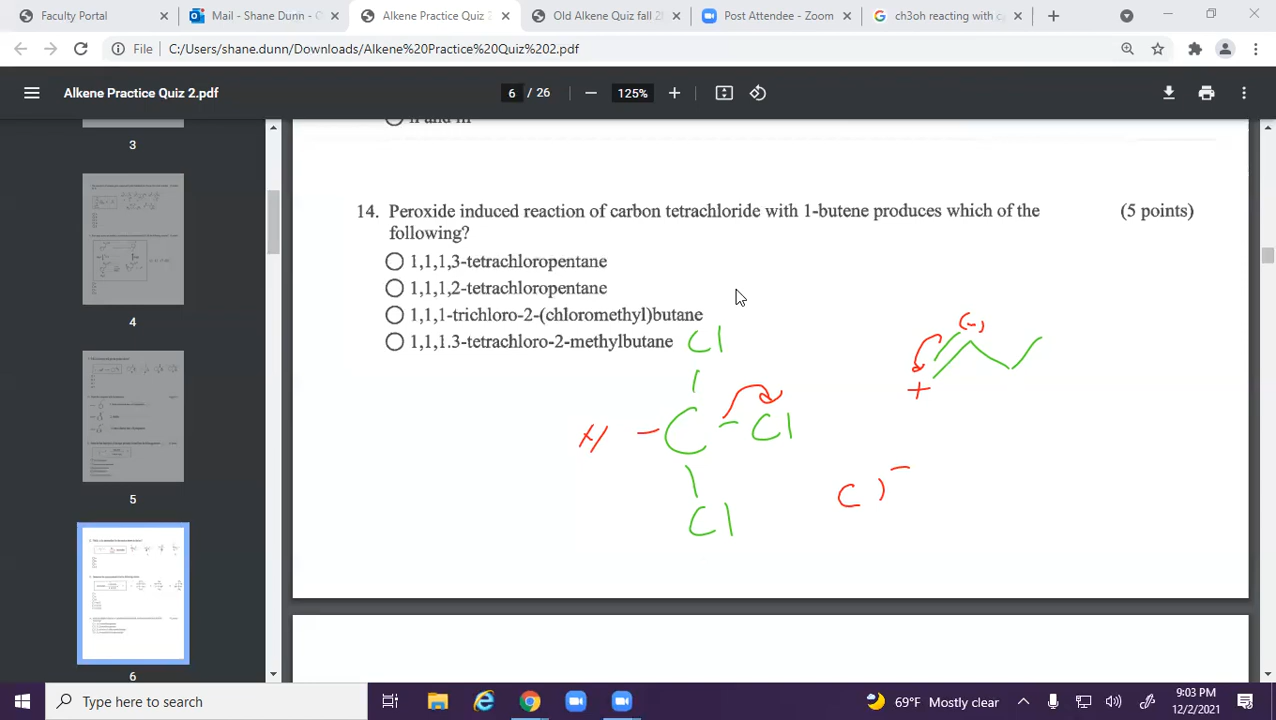 Faculty Portal
Mail - Shane Dunn - O
Alkene Practice Quiz 2
Old Alkene Quiz fall 2
Post Attendee - Zoom
ch3oh reacting with c
File
C:/Users/shane.dunn/Downloads/Alkene%20Practice%20Quiz%202.pdf
Alkene Practice Quiz 2.pdf
6 / 26
125%
3
4
5
6
II and III
14. Peroxide induced reaction of carbon tetrachloride with 1-butene produces which of the (5 points)
following?
1,1,1,3-tetrachloropentane
1,1,1,2-tetrachloropentane
1,1,1-trichloro-2-(chloromethyl)butane
1,1,1.3-tetrachloro-2-methylbutane
Cl
(-)
+
H - C - Cl
Cl -
Cl
Type here to search
69°F Mostly clear
9:03 PM
12/2/2021